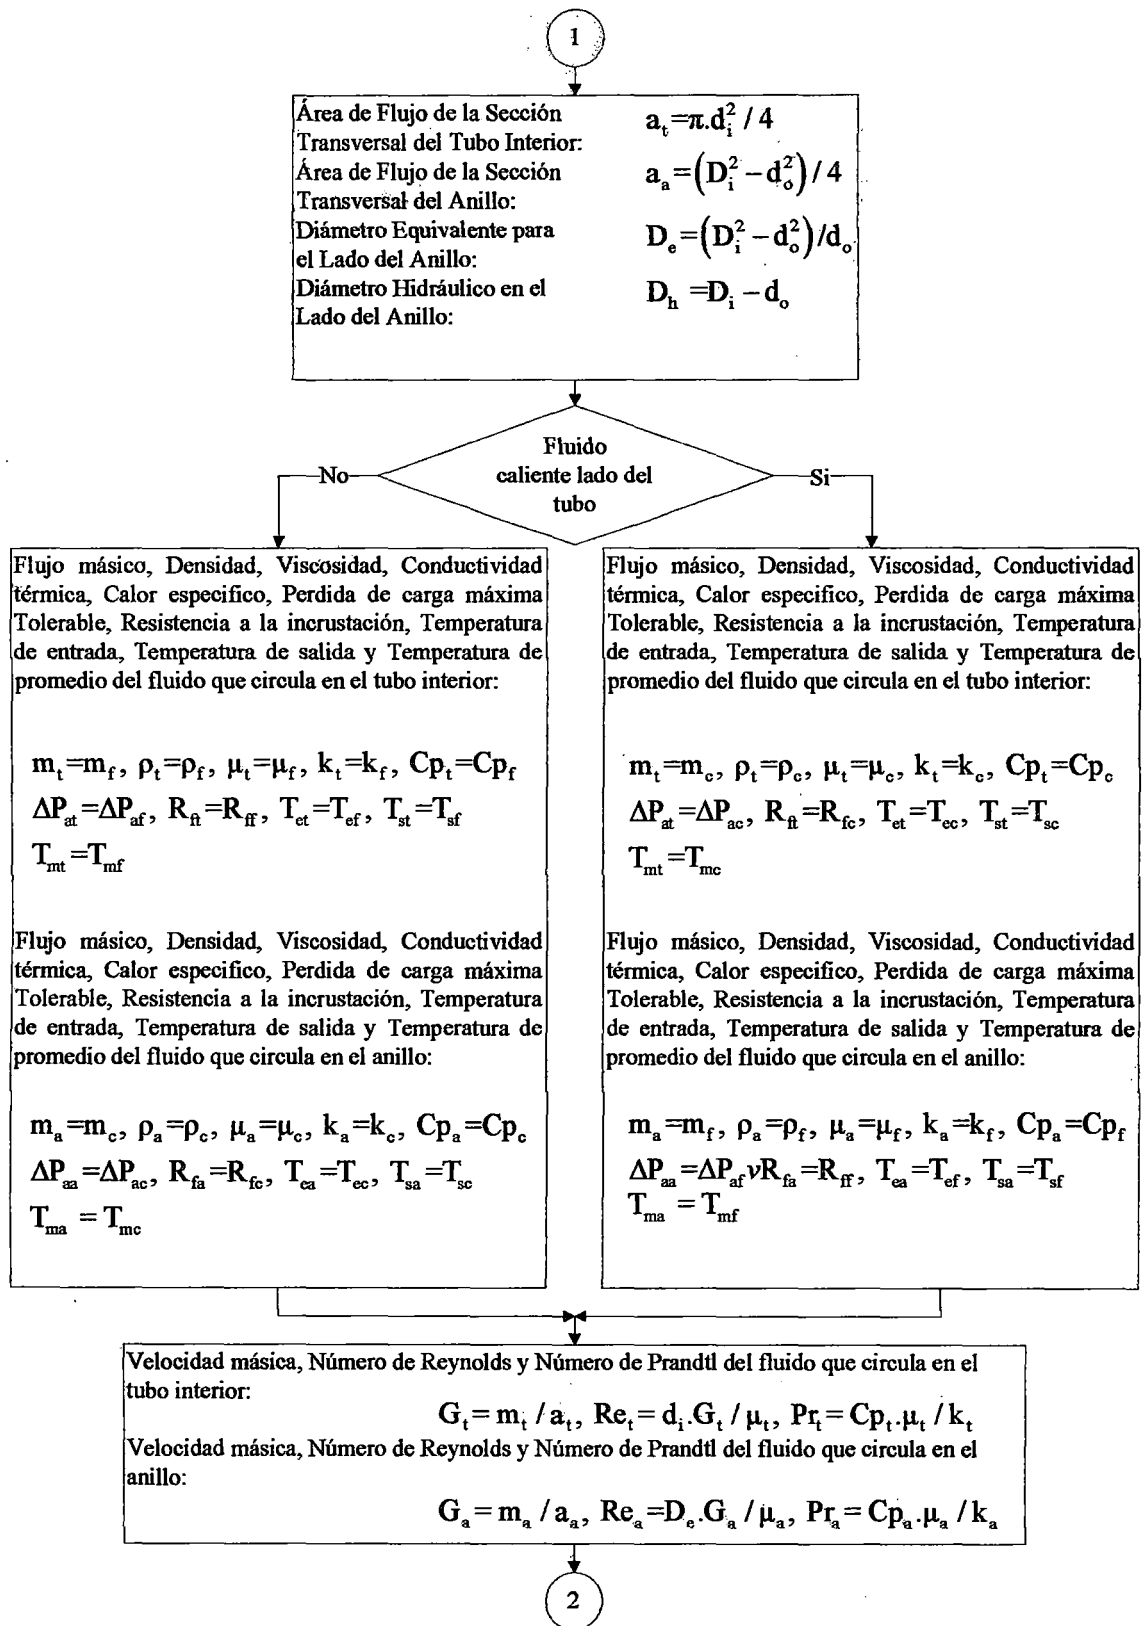 1
Área de Flujo de la Sección
Transversal del Tubo Interior:
a_t=π.d_i^2 / 4
Área de Flujo de la Sección
Transversal del Anillo:
a_a=(D_i^2 − d_o^2) / 4
Diámetro Equivalente para
el Lado del Anillo:
D_e=(D_i^2 − d_o^2)/d_o
Diámetro Hidráulico en el
Lado del Anillo:
D_h =D_i − d_o
Fluido
caliente lado del
tubo
No
Si
Flujo másico, Densidad, Viscosidad, Conductividad
térmica, Calor especifico, Perdida de carga máxima
Tolerable, Resistencia a la incrustación, Temperatura
de entrada, Temperatura de salida y Temperatura de
promedio del fluido que circula en el tubo interior:
m_t=m_f, ρ_t=ρ_f, μ_t=μ_f, k_t=k_f, Cp_t=Cp_f
ΔP_at=ΔP_af, R_ft=R_ff, T_et=T_ef, T_st=T_sf
T_mt=T_mf
Flujo másico, Densidad, Viscosidad, Conductividad
térmica, Calor especifico, Perdida de carga máxima
Tolerable, Resistencia a la incrustación, Temperatura
de entrada, Temperatura de salida y Temperatura de
promedio del fluido que circula en el anillo:
m_a=m_c, ρ_a=ρ_c, μ_a=μ_c, k_a=k_c, Cp_a=Cp_c
ΔP_aa=ΔP_ac, R_fa=R_fc, T_ea=T_ec, T_sa=T_sc
T_ma = T_mc
Flujo másico, Densidad, Viscosidad, Conductividad
térmica, Calor especifico, Perdida de carga máxima
Tolerable, Resistencia a la incrustación, Temperatura
de entrada, Temperatura de salida y Temperatura de
promedio del fluido que circula en el tubo interior:
m_t=m_c, ρ_t=ρ_c, μ_t=μ_c, k_t=k_c, Cp_t=Cp_c
ΔP_at=ΔP_ac, R_ft=R_fc, T_et=T_ec, T_st=T_sc
T_mt=T_mc
Flujo másico, Densidad, Viscosidad, Conductividad
térmica, Calor especifico, Perdida de carga máxima
Tolerable, Resistencia a la incrustación, Temperatura
de entrada, Temperatura de salida y Temperatura de
promedio del fluido que circula en el anillo:
m_a=m_f, ρ_a=ρ_f, μ_a=μ_f, k_a=k_f, Cp_a=Cp_f
ΔP_aa=ΔP_af νR_fa=R_ff, T_ea=T_ef, T_sa=T_sf
T_ma = T_mf
Velocidad másica, Número de Reynolds y Número de Prandtl del fluido que circula en el
tubo interior:
G_t= m_t / a_t, Re_t= d_i.G_t / μ_t, Pr_t= Cp_t.μ_t / k_t
Velocidad másica, Número de Reynolds y Número de Prandtl del fluido que circula en el
anillo:
G_a= m_a / a_a, Re_a=D_e.G_a / μ_a, Pr_a= Cp_a.μ_a / k_a
2